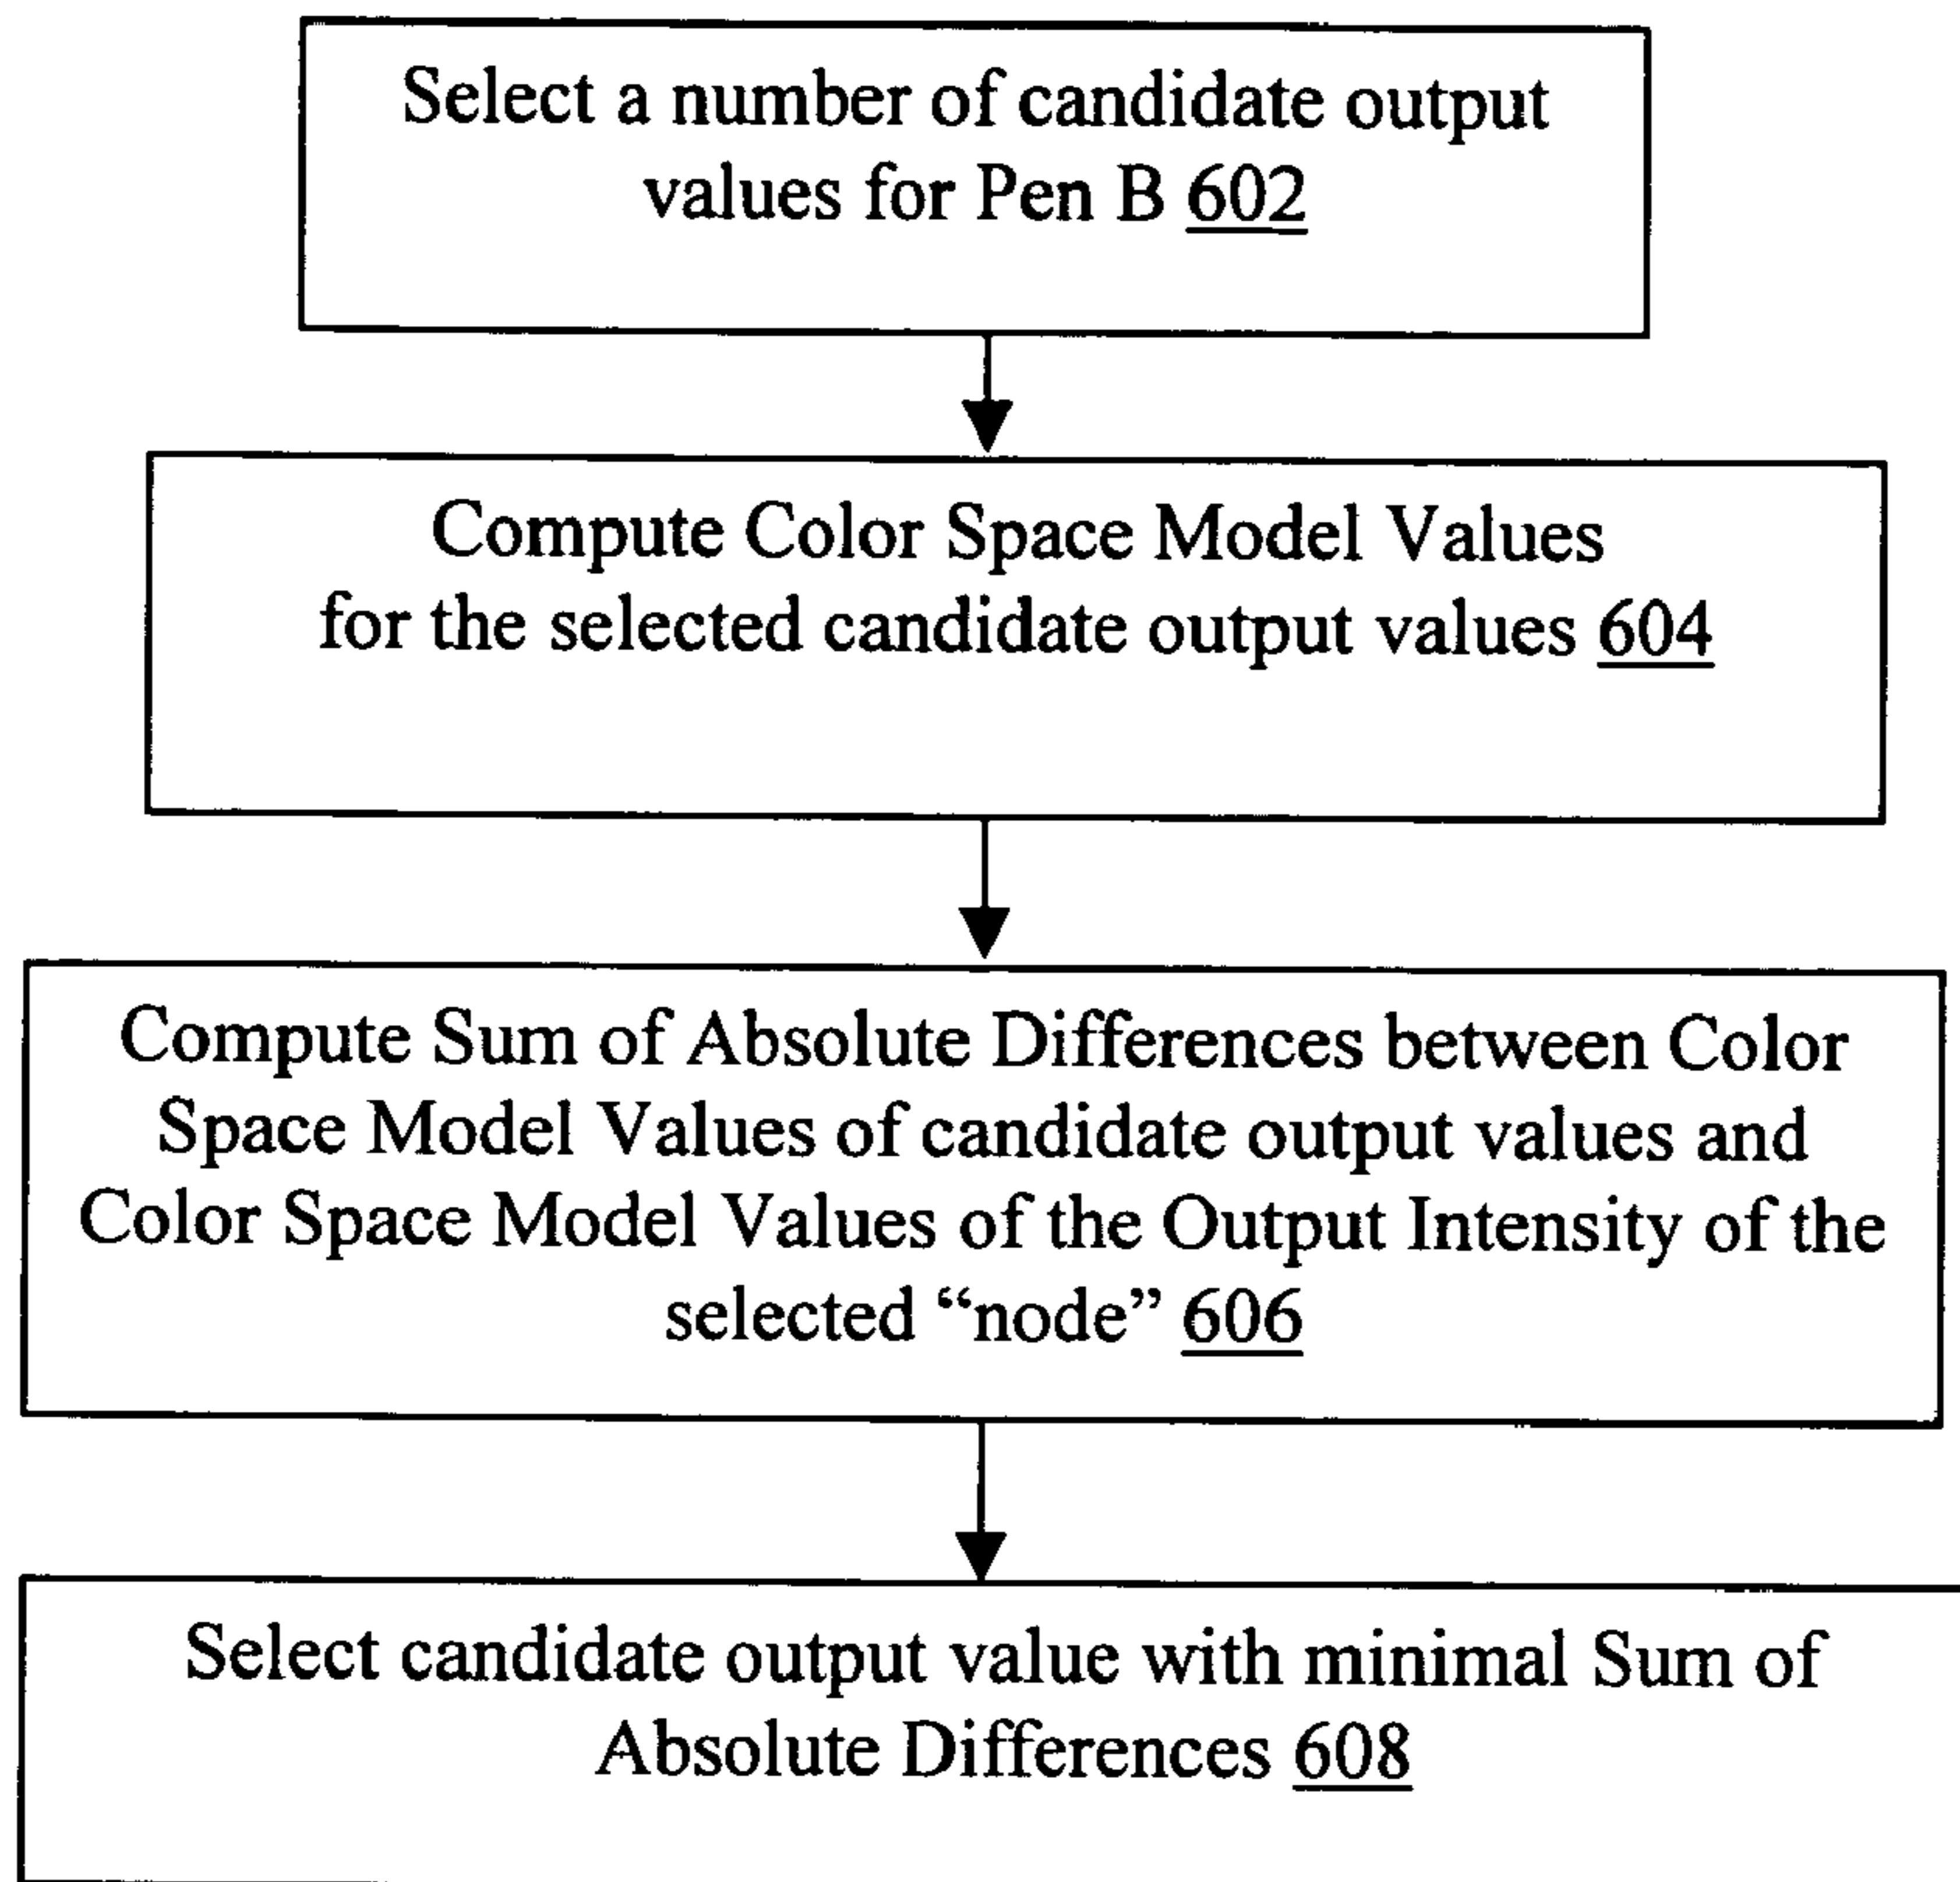 Select a number of candidate output
values for Pen B 602
Compute Color Space Model Values
for the selected candidate output values 604
Compute Sum of Absolute Differences between Color
Space Model Values of candidate output values and
Color Space Model Values of the Output Intensity of the
selected “node” 606
Select candidate output value with minimal Sum of
Absolute Differences 608